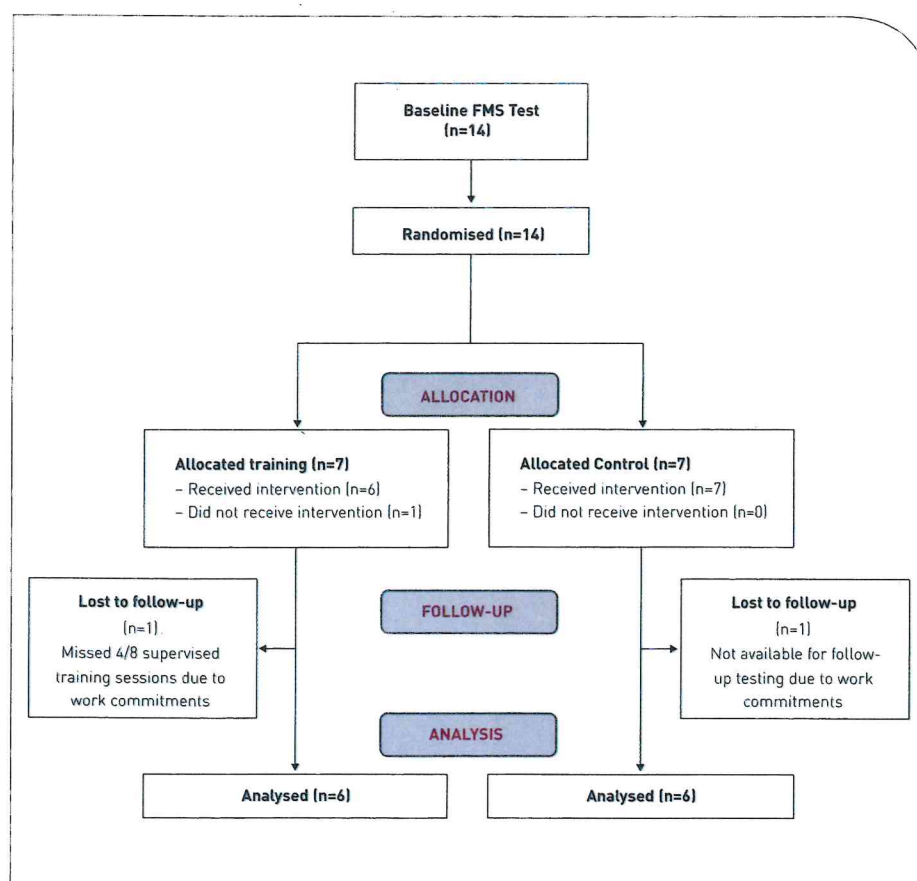 Baseline FMS Test
(n=14)
Randomised (n=14)
ALLOCATION
Allocated training (n=7)
– Received intervention (n=6)
– Did not receive intervention (n=1)
Allocated Control (n=7)
– Received intervention (n=7)
– Did not receive intervention (n=0)
FOLLOW-UP
Lost to follow-up
(n=1).
Missed 4/8 supervised
training sessions due to
work commitments
Lost to follow-up
(n=1)
Not available for follow-
up testing due to work
commitments
ANALYSIS
Analysed (n=6)
Analysed (n=6)